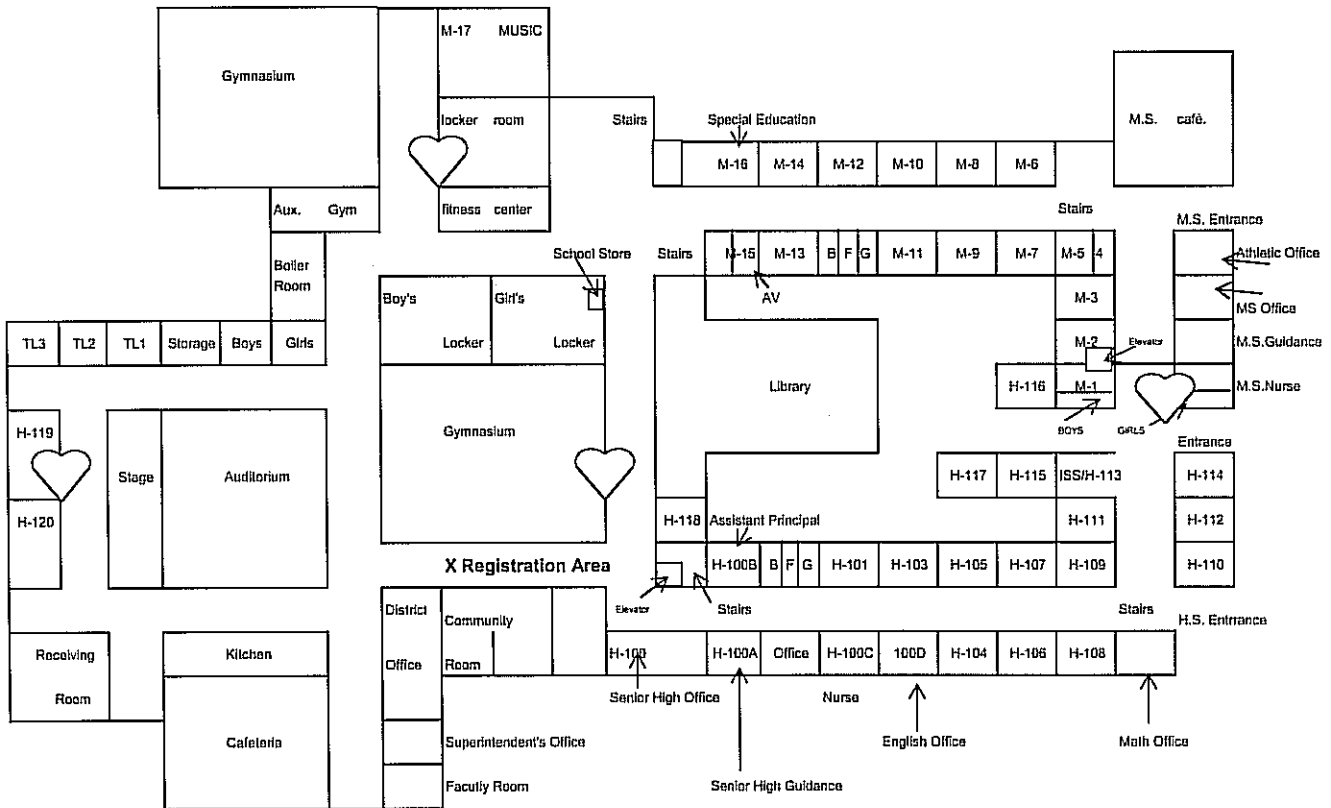 M-17 MUSIC
Gymnasium
locker room
Stairs
Special Education
M.S. café.
M-16
M-14
M-12
M-10
M-8
M-6
Aux. Gym
fitness center
Stairs
M.S. Entrance
Boiler
Room
School Store
Stairs
M-15
M-13
B F G
M-11
M-9
M-7
M-5 4
Athletic Office
AV
Boy's
Girl's
M-3
MS Office
TL3
TL2
TL1
Storage
Boys
Girls
Locker
Locker
M-2
Elevator
M.S.Guidance
Library
H-116
M-1
M.S.Nurse
BOYS
GIRLS
H-119
Gymnasium
Entrance
Stage
Auditorium
H-117
H-115
ISS/H-113
H-114
H-120
H-118
Assistant Principal
H-111
H-112
X Registration Area
H-100B
B F G
H-101
H-103
H-105
H-107
H-109
H-110
Elevator
Stairs
District
Office
Community
Room
Stairs
H.S. Entrrance
Receiving
Room
Kitchen
H-100
H-100A
Office
H-100C
100D
H-104
H-106
H-108
Senior High Office
Nurse
Cafeteria
Superintendent's Office
English Office
Math Office
Facutly Room
Senior High Guidance